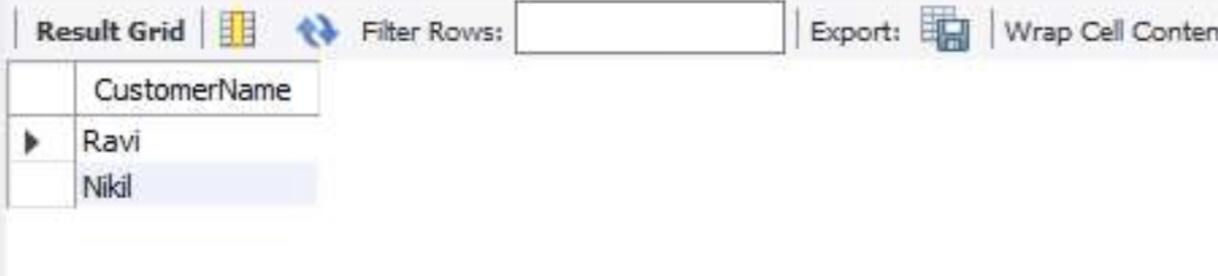 Result Grid Filter Rows: Export: Wrap Cell Conten
CustomerName
Ravi
Nikil